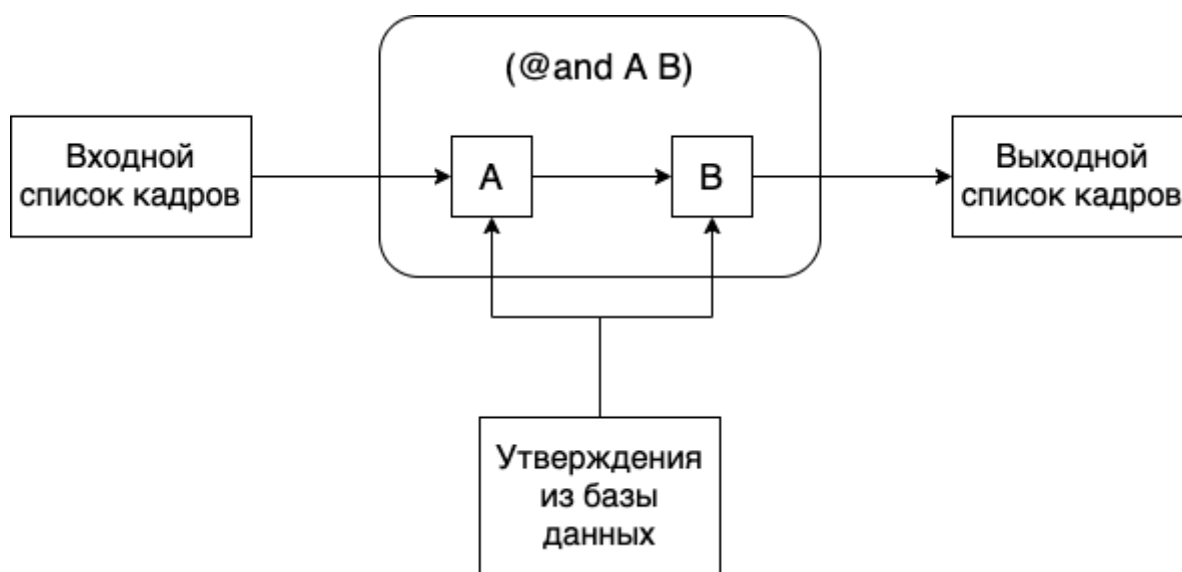 (@and A B)
Входной
список кадров
A
B
Выходной
список кадров
Утверждения
из базы
данных